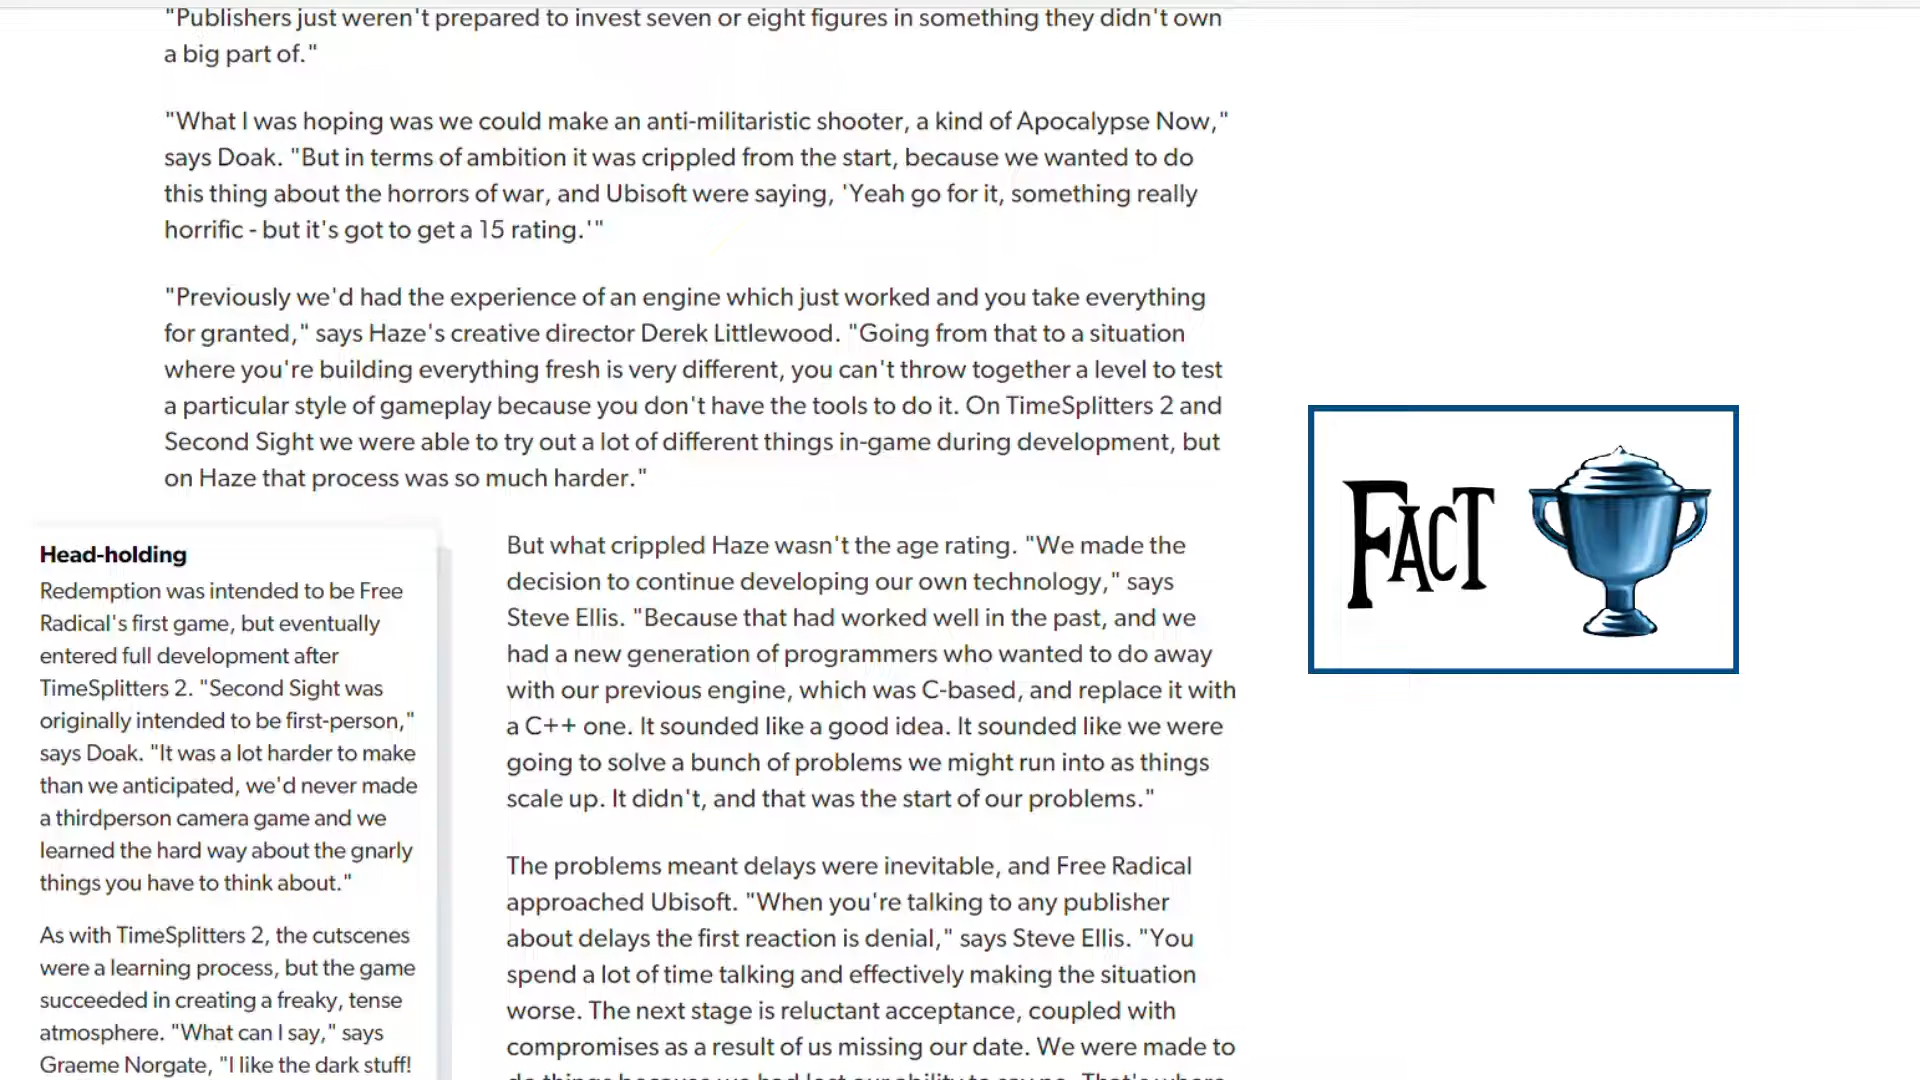 "Publishers just weren't prepared to invest seven or eight figures in something they didn't own
a big part of."
"What I was hoping was we could make an anti-militaristic shooter, a kind of Apocalypse Now,"
says Doak. "But in terms of ambition it was crippled from the start, because we wanted to do
this thing about the horrors of war, and Ubisoft were saying, 'Yeah go for it, something really
horrific - but it's got to get a 15 rating.'"
"Previously we'd had the experience of an engine which just worked and you take everything
for granted," says Haze's creative director Derek Littlewood. "Going from that to a situation
where you're building everything fresh is very different, you can't throw together a level to test
a particular style of gameplay because you don't have the tools to do it. On TimeSplitters 2 and
Second Sight we were able to try out a lot of different things in-game during development, but
on Haze that process was so much harder."
Head-holding
Redemption was intended to be Free
Radical's first game, but eventually
entered full development after
TimeSplitters 2. "Second Sight was
originally intended to be first-person,"
says Doak. "It was a lot harder to make
than we anticipated, we'd never made
a thirdperson camera game and we
learned the hard way about the gnarly
things you have to think about."
As with TimeSplitters 2, the cutscenes
were a learning process, but the game
succeeded in creating a freaky, tense
atmosphere. "What can I say," says
Graeme Norgate, "I like the dark stuff!
But what crippled Haze wasn't the age rating. "We made the
decision to continue developing our own technology," says
Steve Ellis. "Because that had worked well in the past, and we
had a new generation of programmers who wanted to do away
with our previous engine, which was C-based, and replace it with
a C++ one. It sounded like a good idea. It sounded like we were
going to solve a bunch of problems we might run into as things
scale up. It didn't, and that was the start of our problems."
The problems meant delays were inevitable, and Free Radical
approached Ubisoft. "When you're talking to any publisher
about delays the first reaction is denial," says Steve Ellis. "You
spend a lot of time talking and effectively making the situation
worse. The next stage is reluctant acceptance, coupled with
compromises as a result of us missing our date. We were made to
do things because we had lost our ability to say no. That's where
FACT